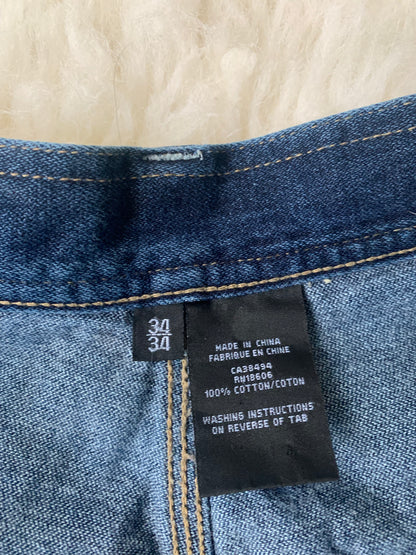 34
34
MADE IN CHINA
FABRIQUE EN CHINE
CA38494
RN18606
100% COTTON/COTON
WASHING INSTRUCTIONS
ON REVERSE OF TAB